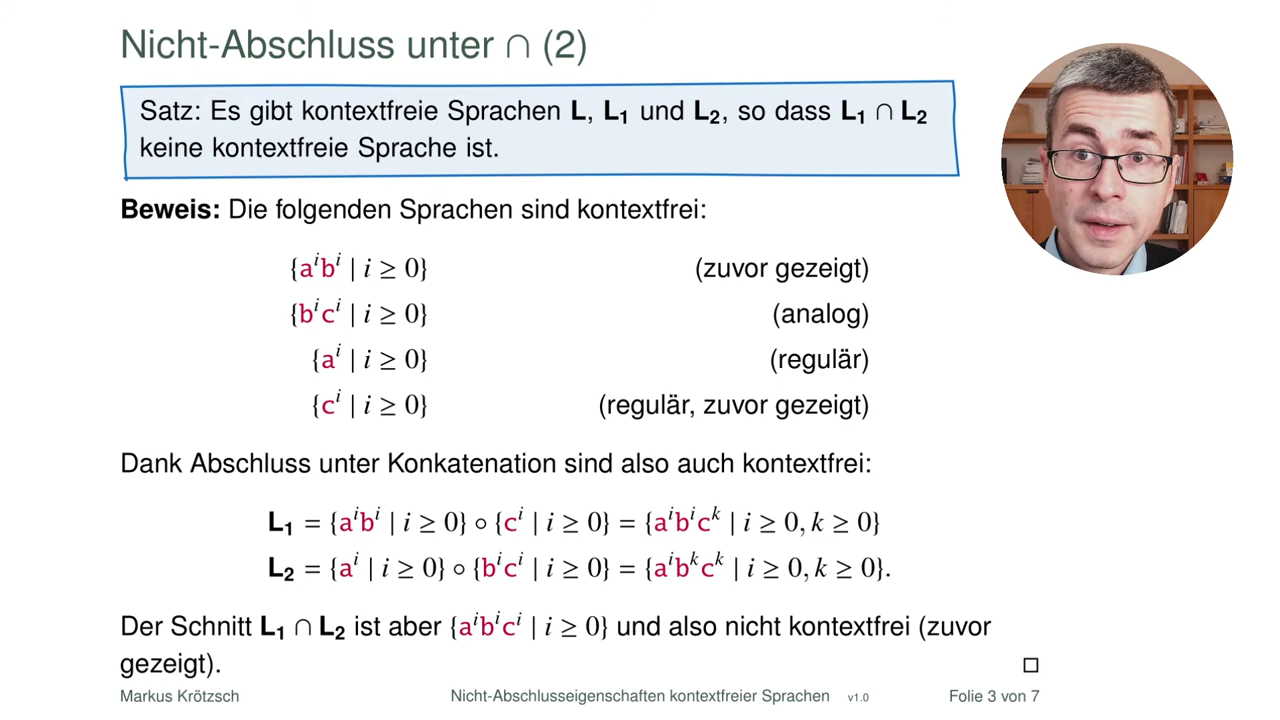 Nicht-Abschluss unter ∩ (2)
Satz: Es gibt kontextfreie Sprachen L, L₁ und L₂, so dass L₁ ∩ L₂
keine kontextfreie Sprache ist.
Beweis: Die folgenden Sprachen sind kontextfrei:
{aⁱbⁱ | i ≥ 0} (zuvor gezeigt)
{bⁱcⁱ | i ≥ 0} (analog)
{aⁱ | i ≥ 0} (regulär)
{cⁱ | i ≥ 0} (regulär, zuvor gezeigt)
Dank Abschluss unter Konkatenation sind also auch kontextfrei:
L₁ = {aⁱbⁱ | i ≥ 0} ∘ {cⁱ | i ≥ 0} = {aⁱbⁱcᵏ | i ≥ 0, k ≥ 0}
L₂ = {aⁱ | i ≥ 0} ∘ {bⁱcⁱ | i ≥ 0} = {aⁱbᵏcᵏ | i ≥ 0, k ≥ 0}.
Der Schnitt L₁ ∩ L₂ ist aber {aⁱbⁱcⁱ | i ≥ 0} und also nicht kontextfrei (zuvor
gezeigt). □
Markus Krötzsch Nicht-Abschlusseigenschaften kontextfreier Sprachen v1.0 Folie 3 von 7